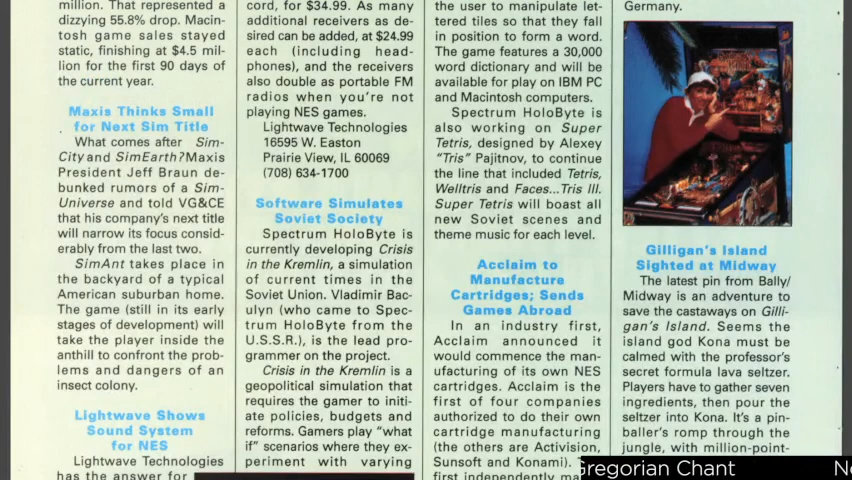 million. That represented a
dizzying 55.8% drop. Macin-
tosh game sales stayed
static, finishing at $4.5 mil-
lion for the first 90 days of
the current year.
Maxis Thinks Small
for Next Sim Title
What comes after Sim-
City and SimEarth? Maxis
President Jeff Braun de-
bunked rumors of a Sim-
Universe and told VG&CE
that his company's next title
will narrow its focus consid-
erably from the last two.
SimAnt takes place in
the backyard of a typical
American suburban home.
The game (still in its early
stages of development) will
take the player inside the
anthill to confront the prob-
lems and dangers of an
insect colony.
Lightwave Shows
Sound System
for NES
Lightwave Technologies
has the answer for
cord, for $34.99. As many
additional receivers as de-
sired can be added, at $24.99
each (including head-
phones), and the receivers
also double as portable FM
radios when you're not
playing NES games.
Lightwave Technologies
16595 W. Easton
Prairie View, IL 60069
(708) 634-1700
Software Simulates
Soviet Society
Spectrum HoloByte is
currently developing Crisis
in the Kremlin, a simulation
of current times in the
Soviet Union. Vladimir Bac-
ulyn (who came to Spec-
trum HoloByte from the
U.S.S.R.), is the lead pro-
grammer on the project.
Crisis in the Kremlin is a
geopolitical simulation that
requires the gamer to initi-
ate policies, budgets and
reforms. Gamers play "what
if" scenarios where they ex-
periment with varying
the user to manipulate let-
tered tiles so that they fall
in position to form a word.
The game features a 30,000
word dictionary and will be
available for play on IBM PC
and Macintosh computers.
Spectrum HoloByte is
also working on Super
Tetris, designed by Alexey
"Tris" Pajitnov, to continue
the line that included Tetris,
Welltris and Faces...Tris III.
Super Tetris will boast all
new Soviet scenes and
theme music for each level.
Acclaim to
Manufacture
Cartridges; Sends
Games Abroad
In an industry first,
Acclaim announced it
would commence the man-
ufacturing of its own NES
cartridges. Acclaim is the
first of four companies
authorized to do their own
cartridge manufacturing
(the others are Activision,
Sunsoft and Konami).
first independently
Germany.
Gilligan's Island
Sighted at Midway
The latest pin from Bally/
Midway is an adventure to
save the castaways on Gilli-
gan's Island. Seems the
island god Kona must be
calmed with the professor's
secret formula lava seltzer.
Players have to gather seven
ingredients, then pour the
seltzer into Kona. It's a pin-
baller's romp through the
jungle, with million-point-
Gregorian Chant